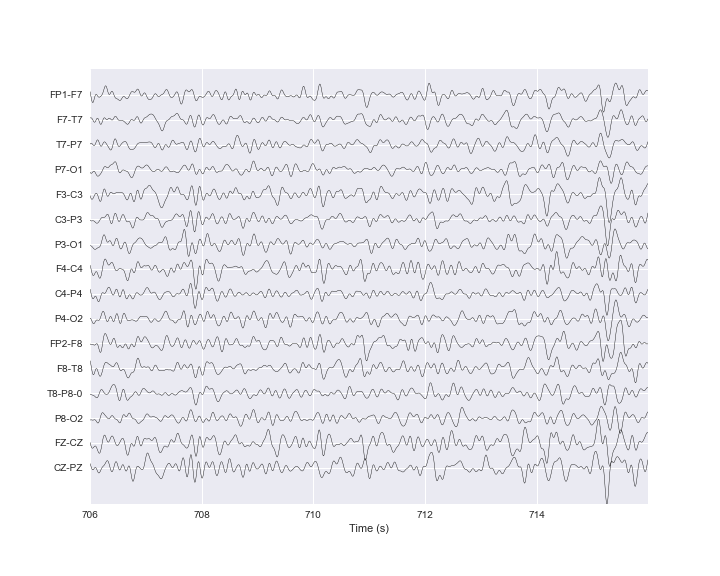 FP1-F7
F7-T7
T7-P7
P7-O1
F3-C3
C3-P3
P3-O1
F4-C4
C4-P4
P4-O2
FP2-F8
F8-T8
T8-P8-0
P8-O2
FZ-CZ
CZ-PZ
706 708 710 712 714
Time (s)